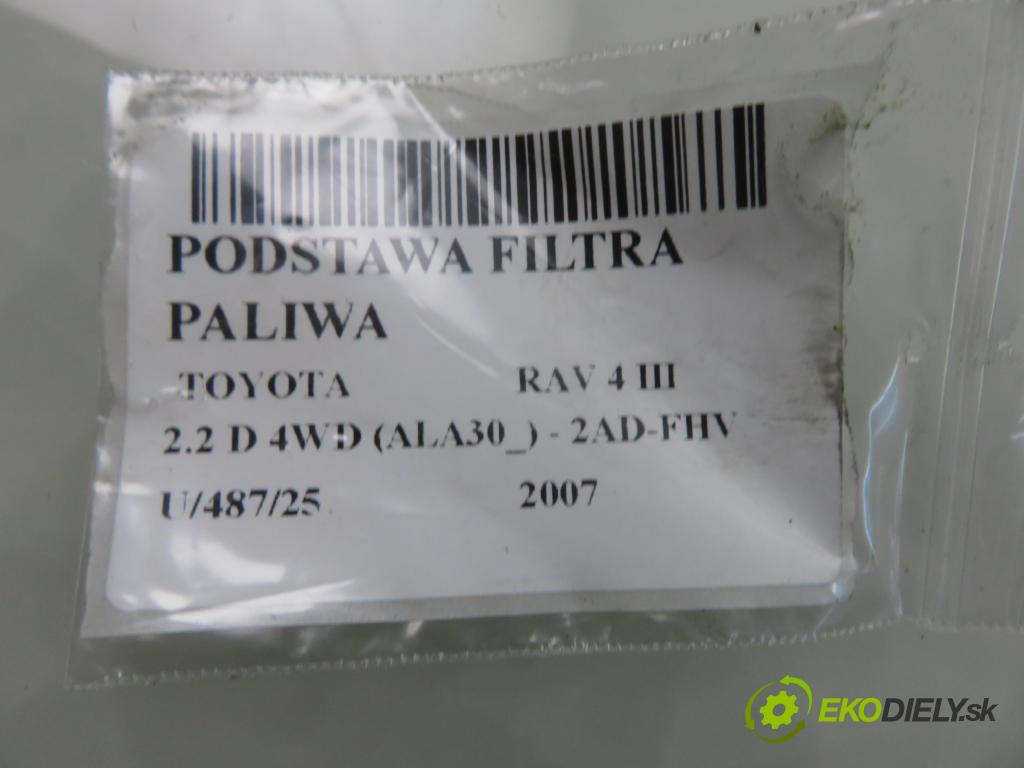 PODSTAWA FILTRA
PALIWA
TOYOTA RAV 4 III
2.2 D 4WD (ALA30_) - 2AD-FHV
U/487/25 2007
EKODIELY.sk